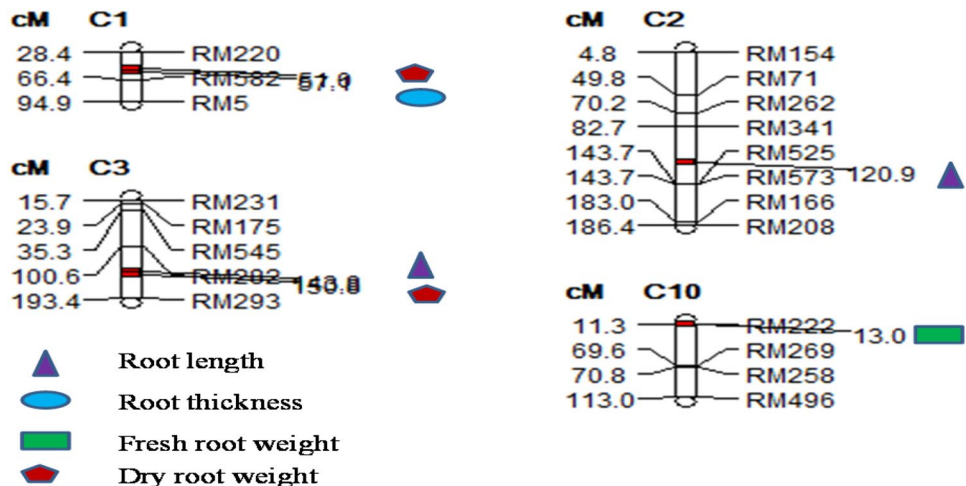 cM C1
28.4 RM220
66.4 RM582
94.9 RM5
cM C3
15.7 RM231
23.9 RM175
35.3 RM545
100.6
193.4 RM293
cM C2
4.8 RM154
49.8 RM71
70.2 RM262
82.7 RM341
143.7 RM525
143.7 RM573 120.9
183.0 RM166
186.4 RM208
cM C10
11.3 RM222
13.0
69.6 RM269
70.8 RM258
113.0 RM496
Root length
Root thickness
Fresh root weight
Dry root weight